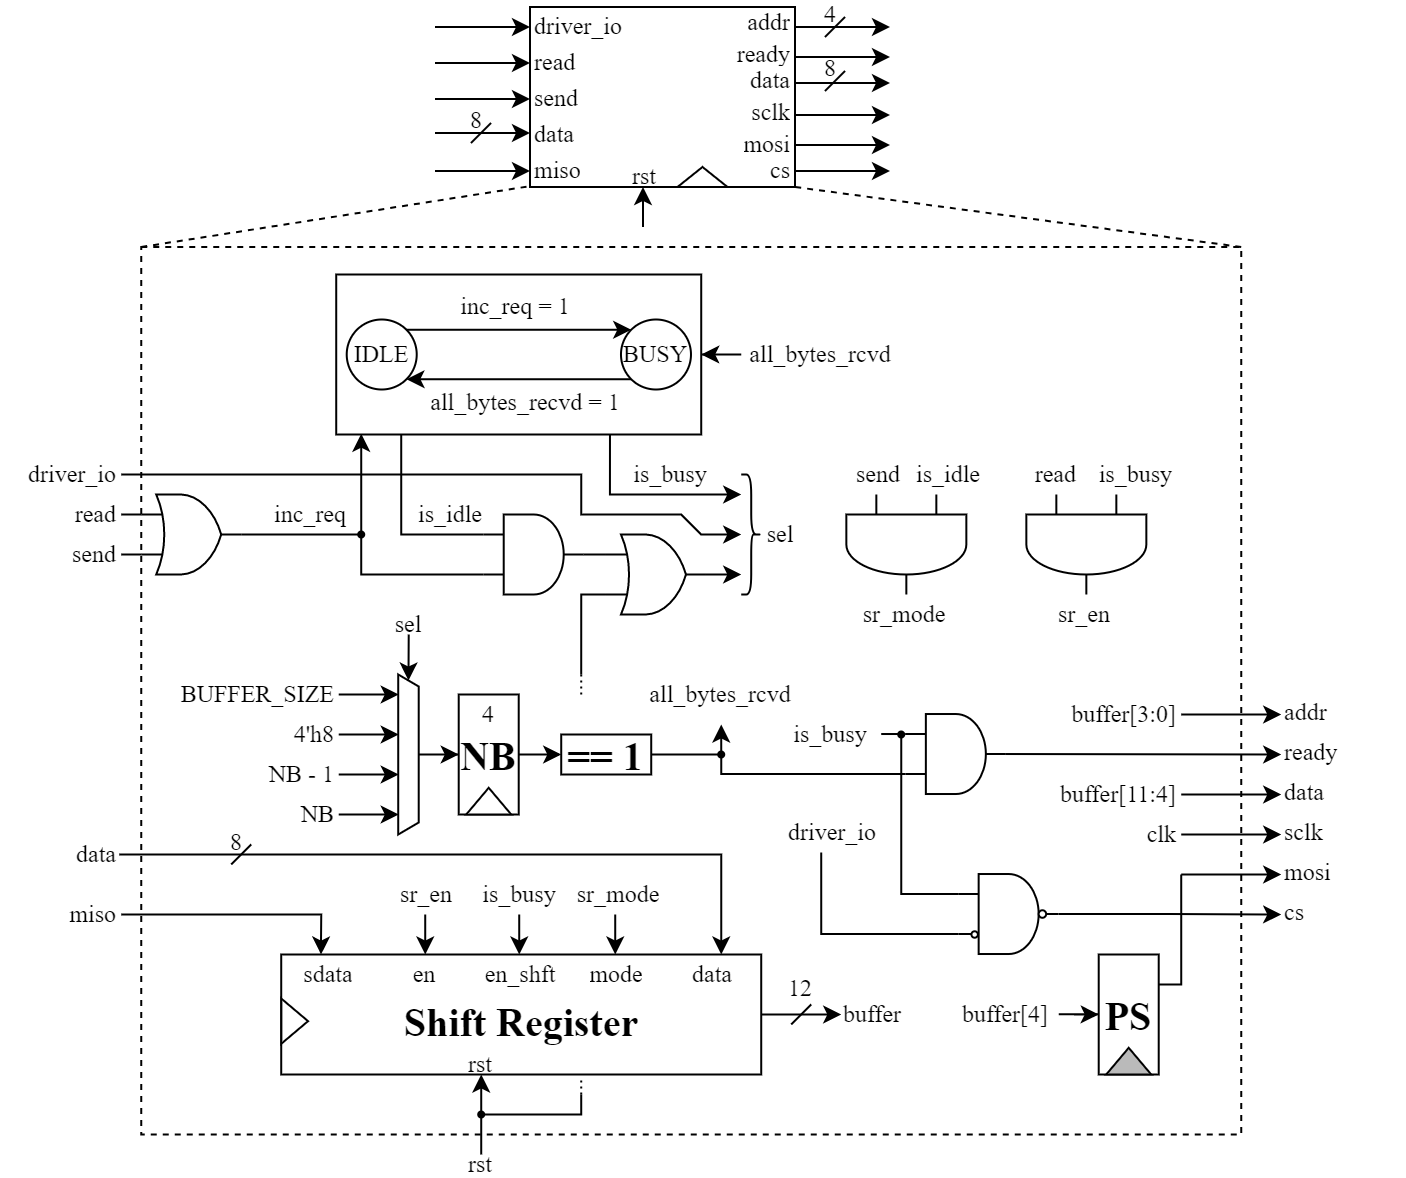 driver_io
read
send
8
data
miso
rst
4
addr
ready
8
data
sclk
mosi
cs
inc_req = 1
IDLE
BUSY
all_bytes_recvd = 1
all_bytes_rcvd
driver_io
read
send
inc_req
is_idle
is_busy
sel
send is_idle
sr_mode
read is_busy
sr_en
sel
BUFFER_SIZE
4'h8
NB - 1
NB
4
NB
== 1
all_bytes_rcvd
is_busy
driver_io
buffer[3:0]
addr
ready
buffer[11:4]
data
clk
sclk
mosi
cs
data
8
miso
sr_en
is_busy
sr_mode
sdata
en
en_shft
mode
data
Shift Register
rst
12
buffer
buffer[4]
PS
rst